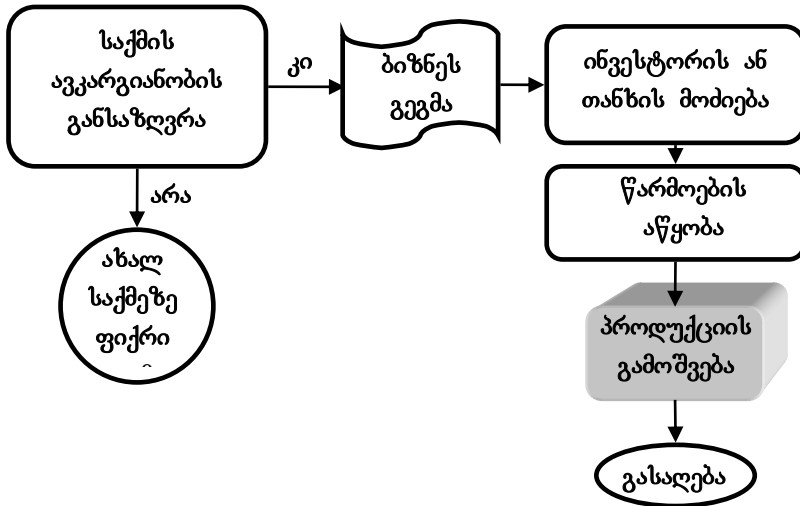 საქმის
ავკარგიანობის
განსაზღვრა
კი
ბიზნეს
გეგმა
ინვესტორის ან
თანხის მოძიება
არა
წარმოების
აწყობა
ახალ
საქმეზე
ფიქრი
პროდუქციის
გამოშვება
გასაღება